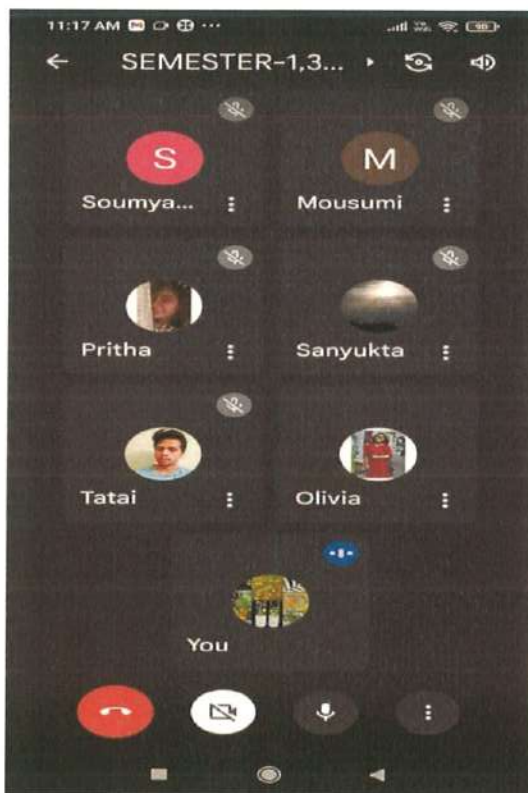 11:17 AM
SEMESTER-1,3...
S M
Soumya... Mousumi
Pritha Sanyukta
Tatai Olivia
You